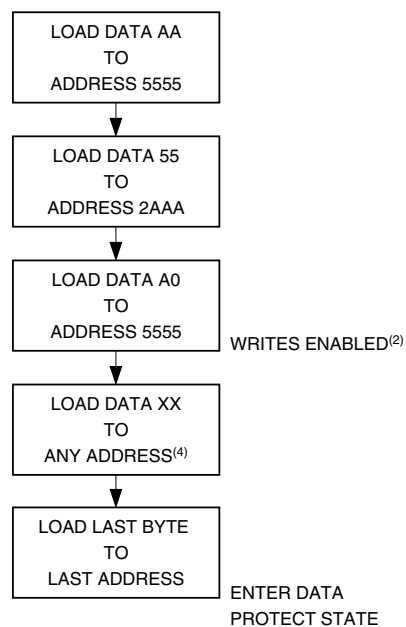 LOAD DATA AA
TO
ADDRESS 5555
LOAD DATA 55
TO
ADDRESS 2AAA
LOAD DATA A0
TO
ADDRESS 5555
WRITES ENABLED(2)
LOAD DATA XX
TO
ANY ADDRESS(4)
LOAD LAST BYTE
TO
LAST ADDRESS
ENTER DATA
PROTECT STATE